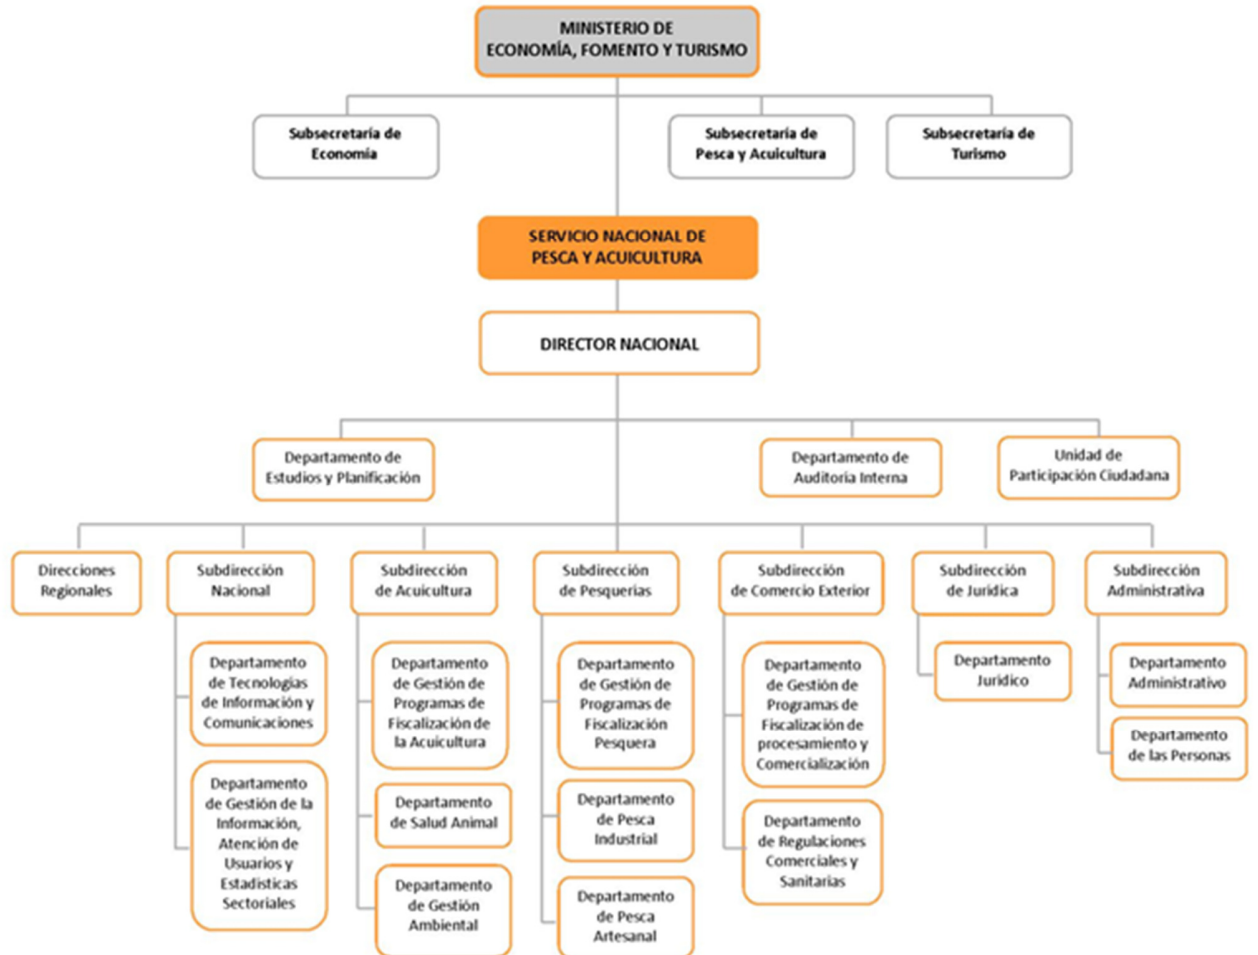 MINISTERIO DE
ECONOMÍA, FOMENTO Y TURISMO
Subsecretaría de
Economía
Subsecretaría de
Pesca y Acuicultura
Subsecretaría de
Turismo
SERVICIO NACIONAL DE
PESCA Y ACUICULTURA
DIRECTOR NACIONAL
Departamento de
Estudios y Planificación
Departamento de
Auditoría Interna
Unidad de
Participación Ciudadana
Direcciones
Regionales
Subdirección
Nacional
Subdirección
de Acuicultura
Subdirección
de Pesquerías
Subdirección
de Comercio Exterior
Subdirección
de Jurídica
Subdirección
Administrativa
Departamento
de Tecnologías
de Información y
Comunicaciones
Departamento
de Gestión de la
Información,
Atención de
Usuarios y
Estadísticas
Sectoriales
Departamento
de Gestión de
Programas de
Fiscalización de
la Acuicultura
Departamento
de Salud Animal
Departamento
de Gestión
Ambiental
Departamento
de Gestión de
Programas de
Fiscalización
Pesquera
Departamento
de Pesca
Industrial
Departamento
de Pesca
Artesanal
Departamento
de Gestión de
Programas de
Fiscalización de
procesamiento y
Comercialización
Departamento
de Regulaciones
Comerciales y
Sanitarias
Departamento
Jurídico
Departamento
Administrativo
Departamento
de las Personas